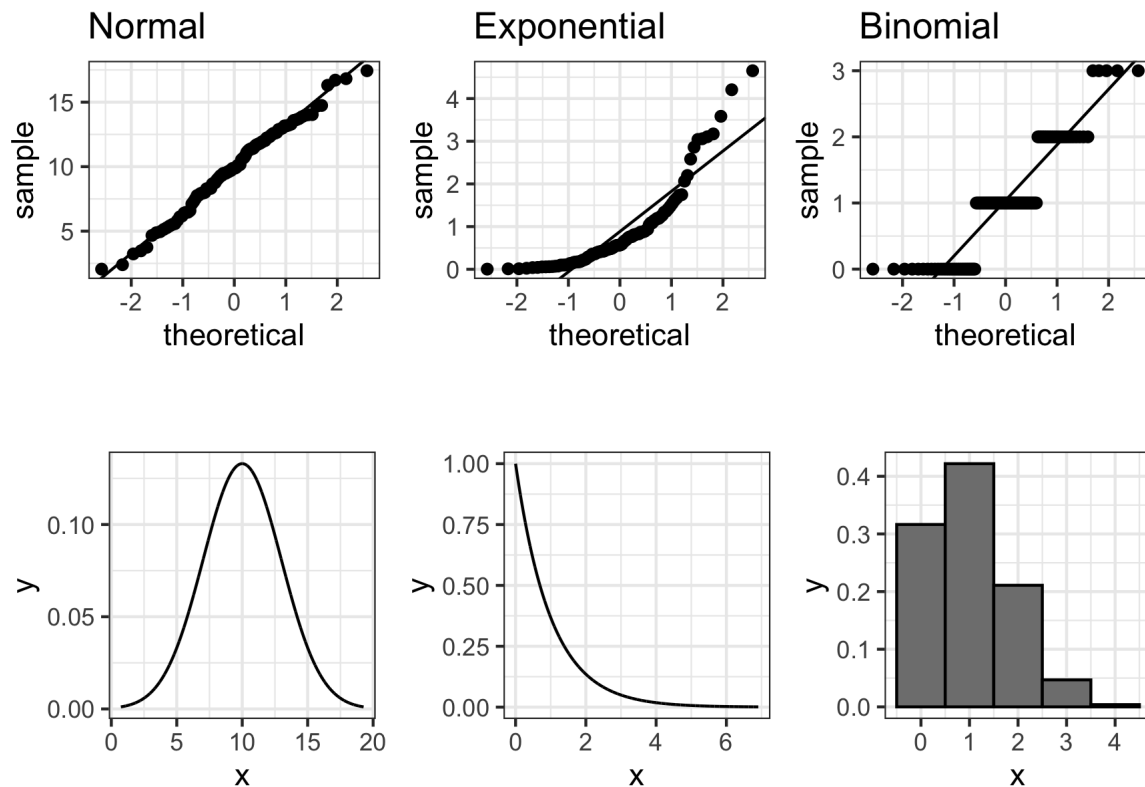 Normal
Exponential
Binomial
sample
15
10
5
-2 -1 0 1 2
theoretical
sample
4
3
2
1
0
-2 -1 0 1 2
theoretical
sample
3
2
1
0
-2 -1 0 1 2
theoretical
y
0.10
0.05
0.00
0 5 10 15 20
x
y
1.00
0.75
0.50
0.25
0.00
0 2 4 6
x
y
0.4
0.3
0.2
0.1
0.0
0 1 2 3 4
x